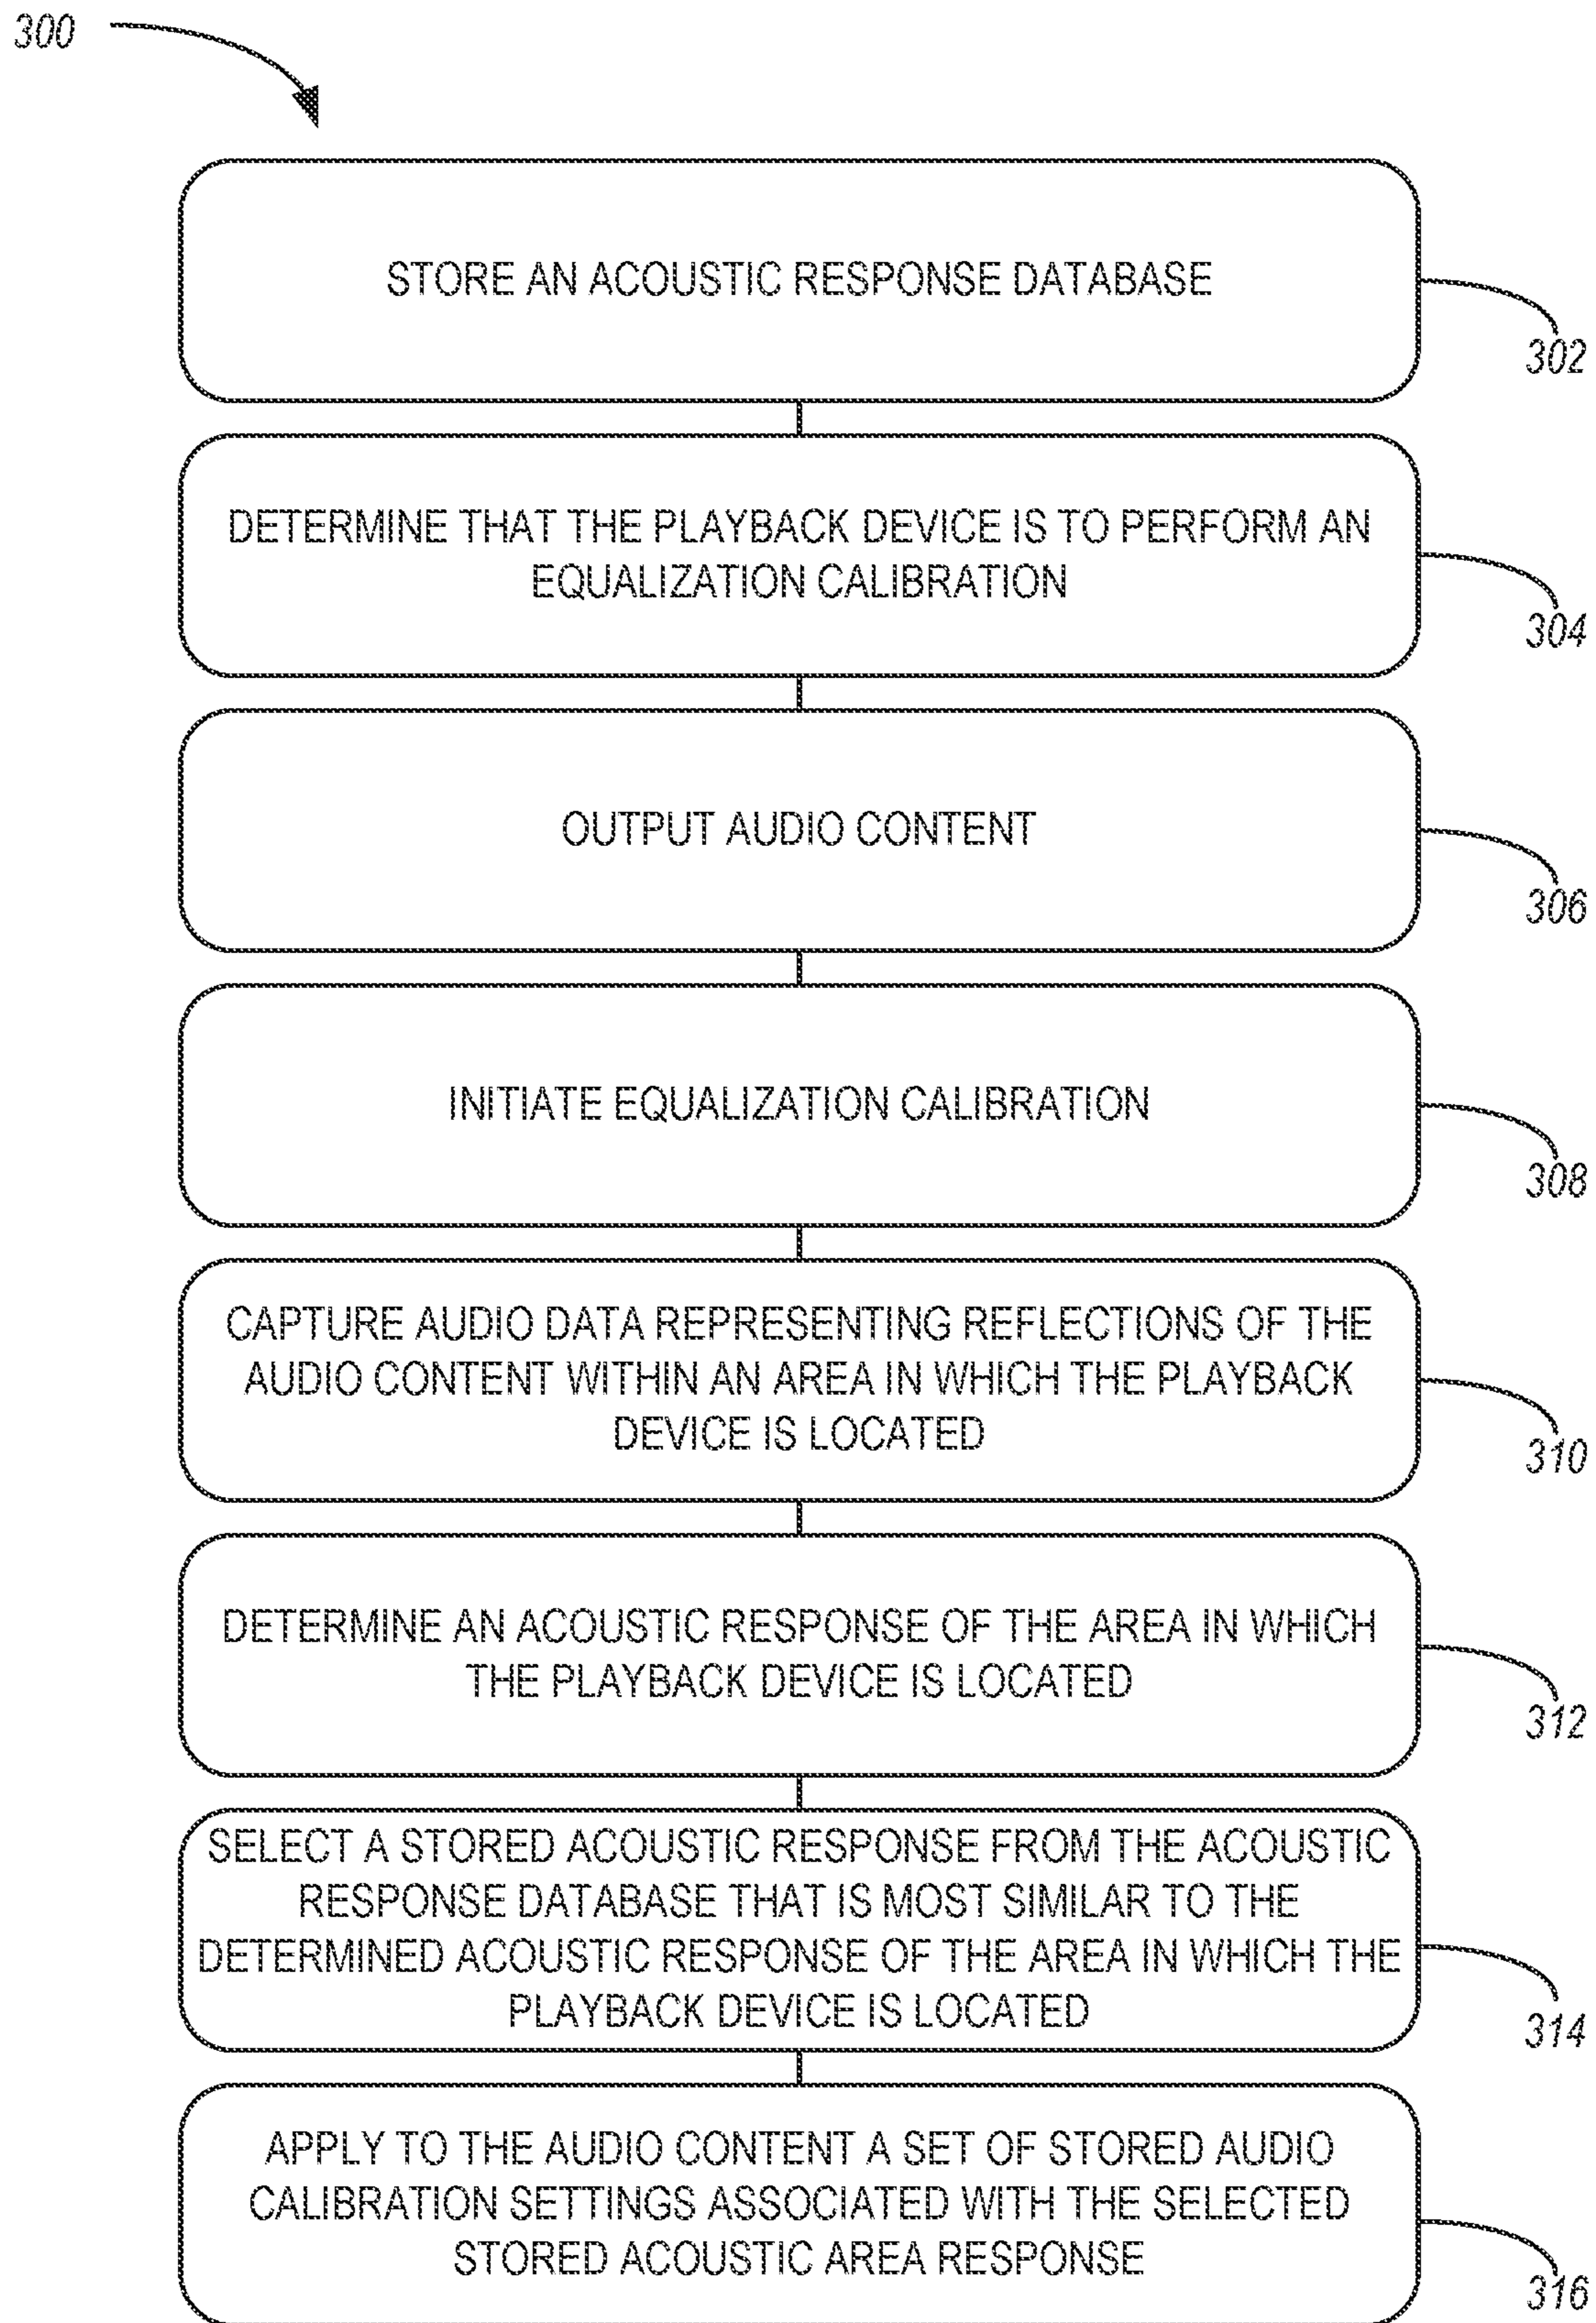 300
STORE AN ACOUSTIC RESPONSE DATABASE
302
DETERMINE THAT THE PLAYBACK DEVICE IS TO PERFORM AN
EQUALIZATION CALIBRATION
304
OUTPUT AUDIO CONTENT
306
INITIATE EQUALIZATION CALIBRATION
308
CAPTURE AUDIO DATA REPRESENTING REFLECTIONS OF THE
AUDIO CONTENT WITHIN AN AREA IN WHICH THE PLAYBACK
DEVICE IS LOCATED
310
DETERMINE AN ACOUSTIC RESPONSE OF THE AREA IN WHICH
THE PLAYBACK DEVICE IS LOCATED
312
SELECT A STORED ACOUSTIC RESPONSE FROM THE ACOUSTIC
RESPONSE DATABASE THAT IS MOST SIMILAR TO THE
DETERMINED ACOUSTIC RESPONSE OF THE AREA IN WHICH THE
PLAYBACK DEVICE IS LOCATED
314
APPLY TO THE AUDIO CONTENT A SET OF STORED AUDIO
CALIBRATION SETTINGS ASSOCIATED WITH THE SELECTED
STORED ACOUSTIC AREA RESPONSE
316